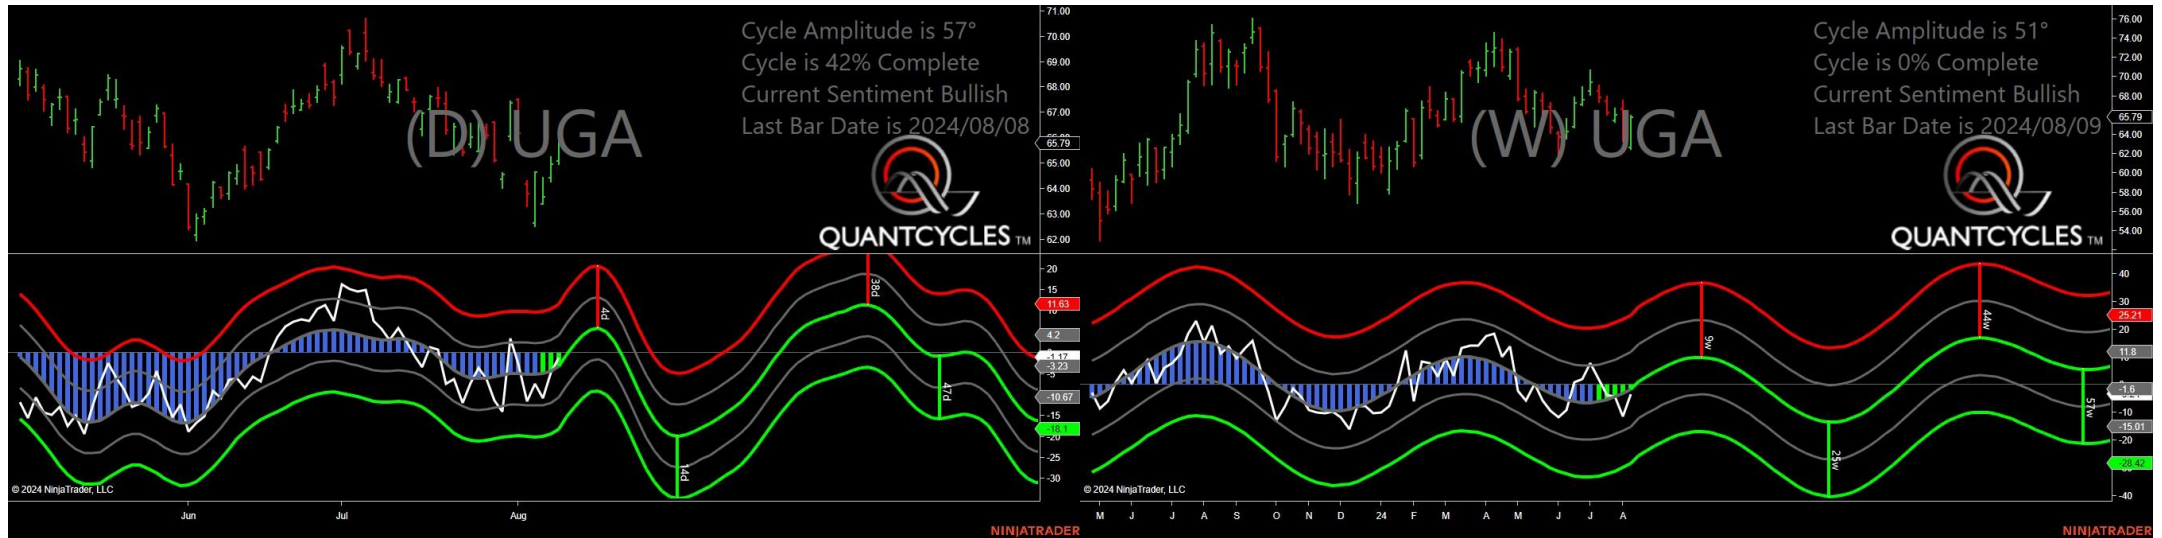 71.00
70.00
69.00
68.00
67.00
65.79
65.00
64.00
63.00
62.00
Cycle Amplitude is 57°
Cycle is 42% Complete
Current Sentiment Bullish
Last Bar Date is 2024/08/08
(D) UGA
QUANTCYCLES TM
20
15
11.63
4.2
-1.17
-3.23
-5
-10.67
-15
-18.1
-20
-25
-30
4d
14d
38d
47d
© 2024 NinjaTrader, LLC
Jun Jul Aug
NINJATRADER
76.00
74.00
72.00
70.00
68.00
65.79
64.00
62.00
60.00
58.00
56.00
54.00
Cycle Amplitude is 51°
Cycle is 0% Complete
Current Sentiment Bullish
Last Bar Date is 2024/08/09
(W) UGA
QUANTCYCLES TM
40
30
25.21
20
11.8
-1.6
-10
-15.01
-20
-28.42
-40
9w
25w
44w
57w
© 2024 NinjaTrader, LLC
M J J A S O N D 24 F M A M J J A
NINJATRADER